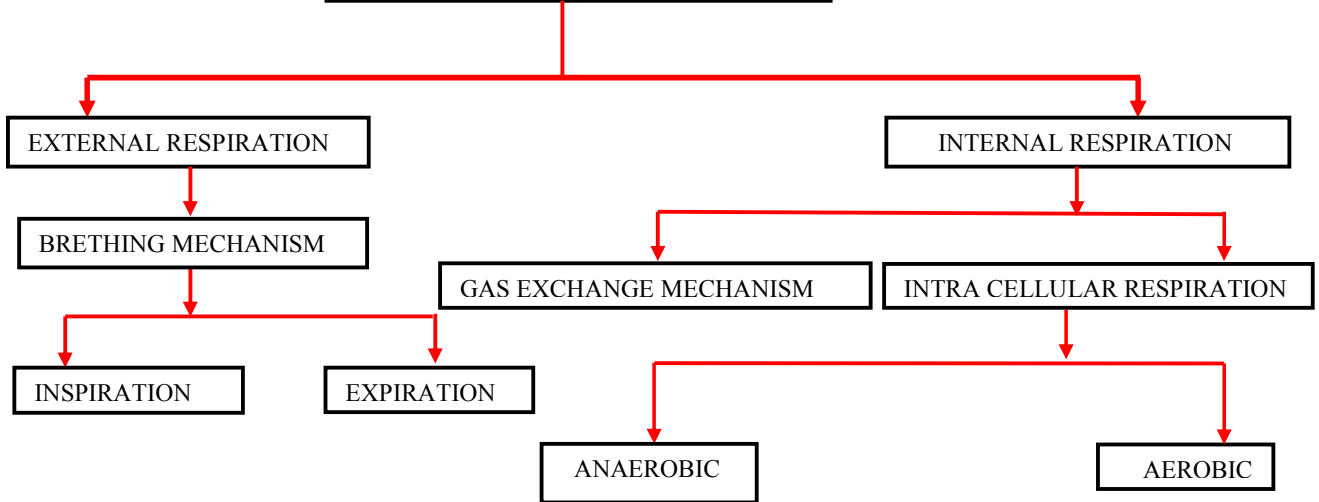 EXTERNAL RESPIRATION
INTERNAL RESPIRATION
BRETHING MECHANISM
GAS EXCHANGE MECHANISM
INTRA CELLULAR RESPIRATION
INSPIRATION
EXPIRATION
ANAEROBIC
AEROBIC